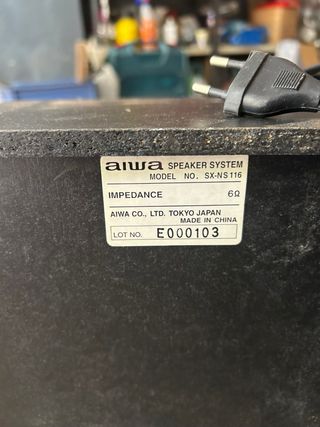 aiwa SPEAKER SYSTEM
MODEL NO. SX-NS116
IMPEDANCE 6Ω
AIWA CO., LTD. TOKYO JAPAN
MADE IN CHINA
LOT NO. E000103